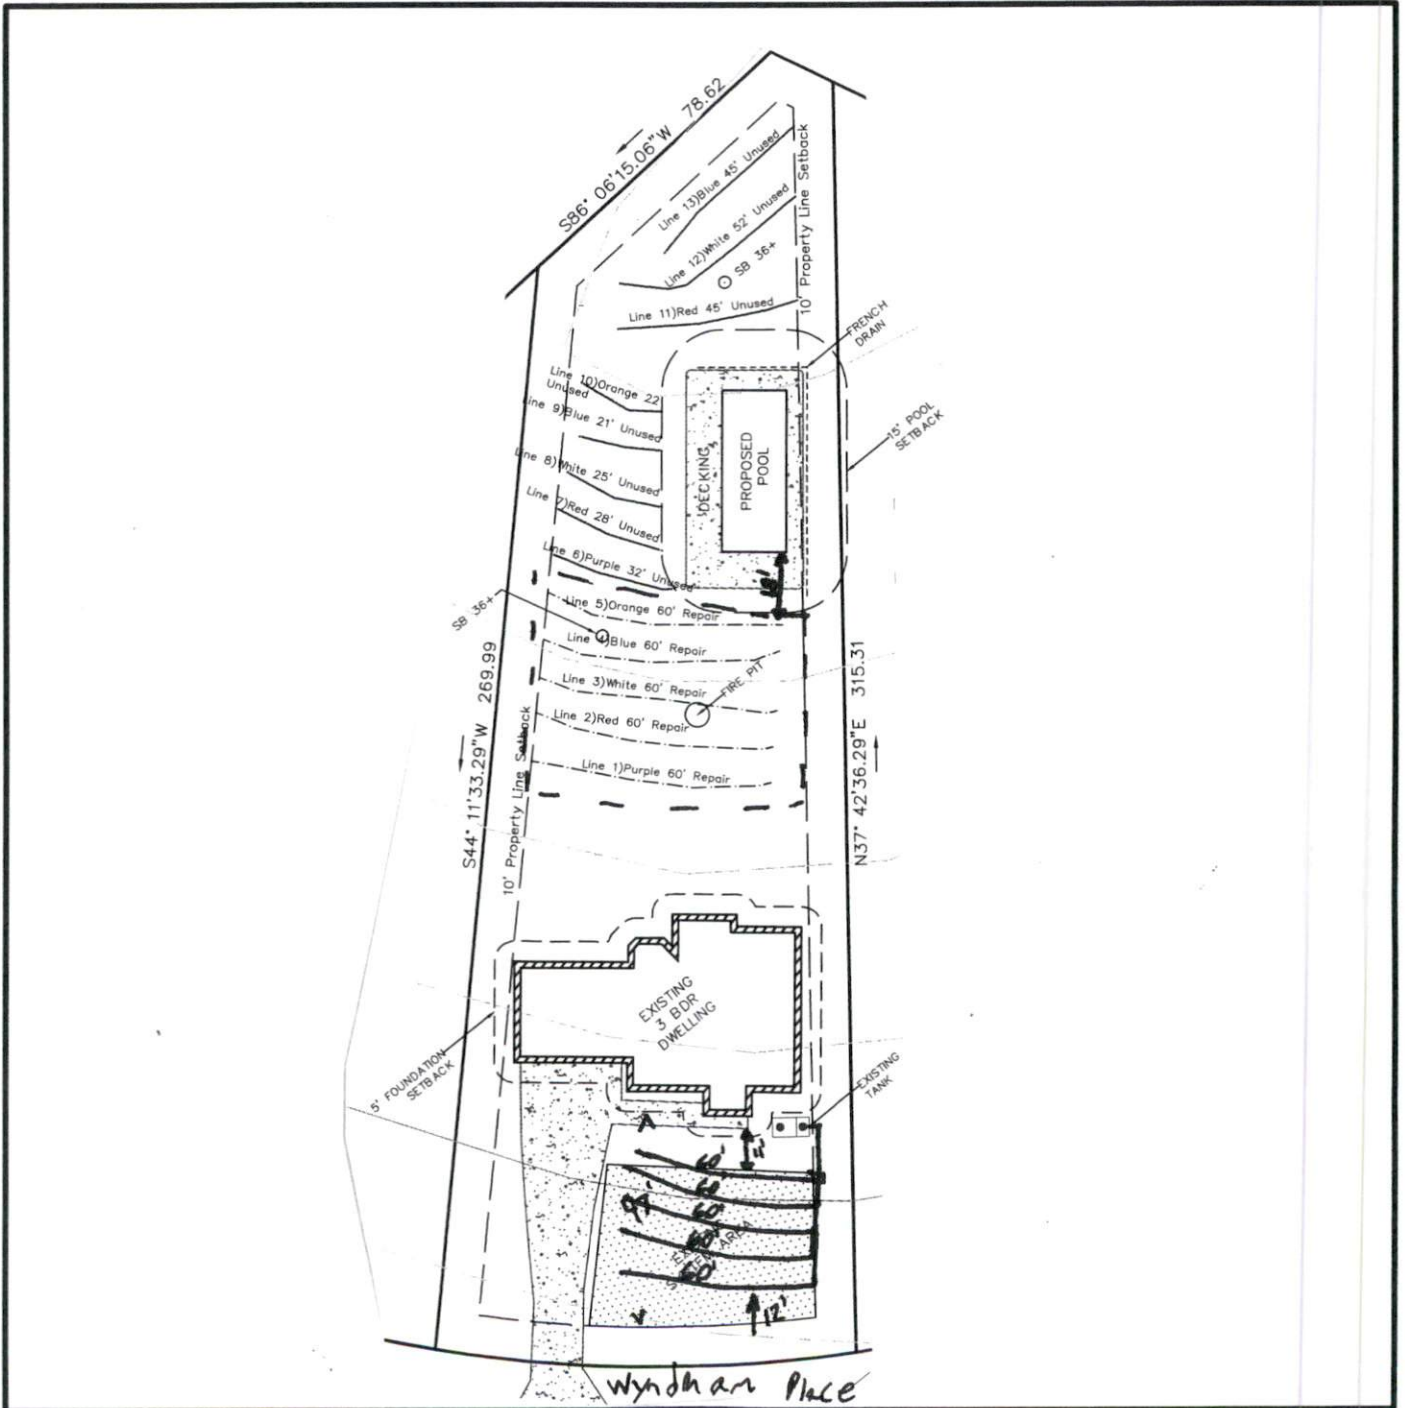 S86° 06'15.06"W 78.62
10' Property Line Setback
Line 13)Blue 45' Unused
Line 12)White 52' Unused
SB 36+
Line 11)Red 45' Unused
FRENCH
DRAIN
Line 10)Orange 22
Unused
Line 9)Blue 21' Unused
15' POOL
SETBACK
DECKING
PROPOSED
POOL
Line 8)White 25' Unused
Line 7)Red 28' Unused
Line 6)Purple 32' Unused
SB 36+
Line 5)Orange 60' Repair
Line 4)Blue 60' Repair
Line 3)White 60' Repair
FIRE PIT
Line 2)Red 60' Repair
Line 1)Purple 60' Repair
S44° 11'33.29"W 269.99
10' Property Line Setback
N37° 42'36.29"E 315.31
EXISTING
3 BDR
DWELLING
5' FOUNDATION
SETBACK
EXISTING
TANK
60'
60
60'
60'
60'
12'
Wyndham Place